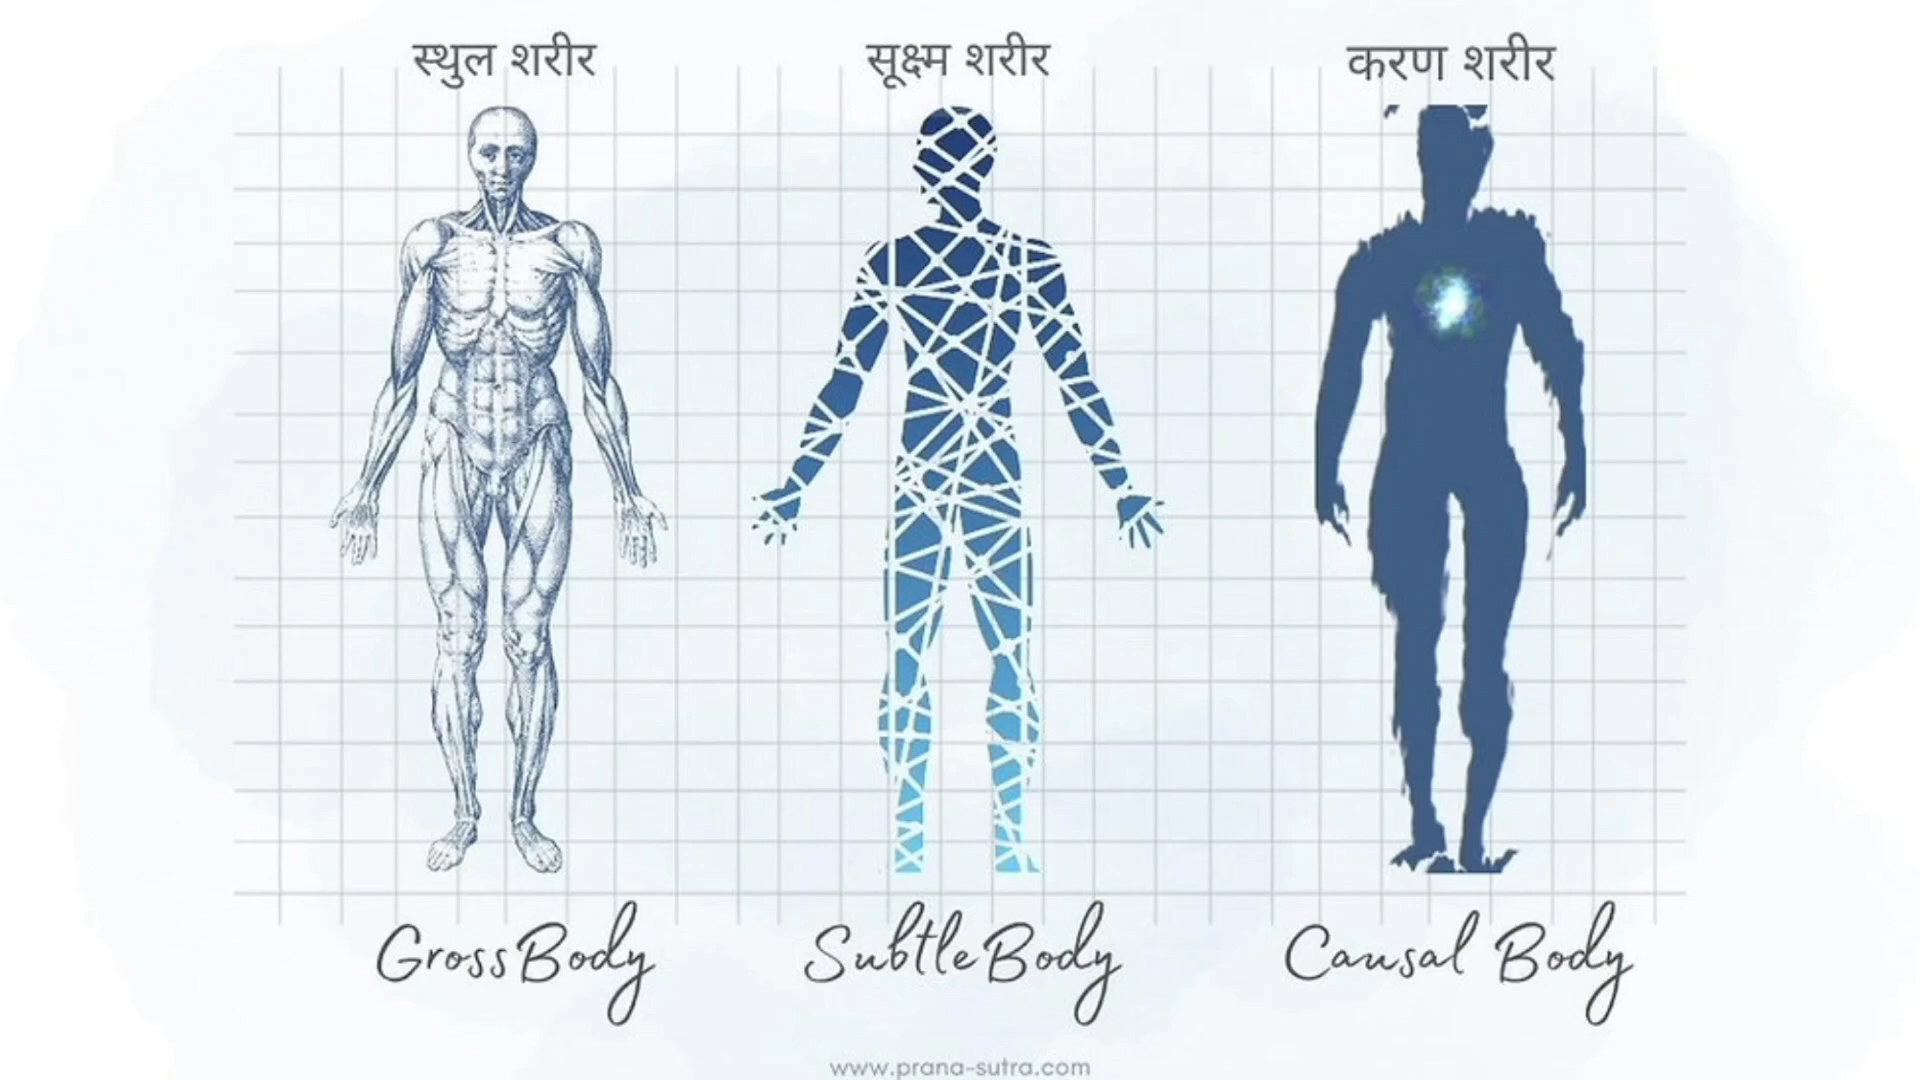 स्थुल शरीर
सूक्ष्म शरीर
करण शरीर
Gross Body
Subtle Body
Causal Body
www.prana-sutra.com